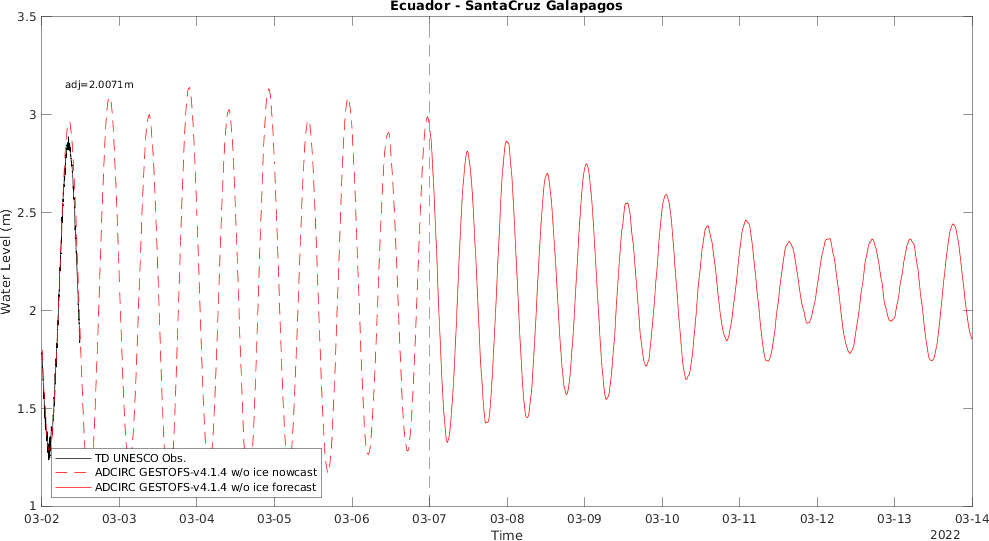 Ecuador - SantaCruz Galapagos
3.5
adj=2.0071m
3
2.5
Water Level (m)
2
1.5
TD UNESCO Obs.
ADCIRC GESTOFS-v4.1.4 w/o ice nowcast
ADCIRC GESTOFS-v4.1.4 w/o ice forecast
1
03-02 03-03 03-04 03-05 03-06 03-07 03-08 03-09 03-10 03-11 03-12 03-13 03-14
Time
2022